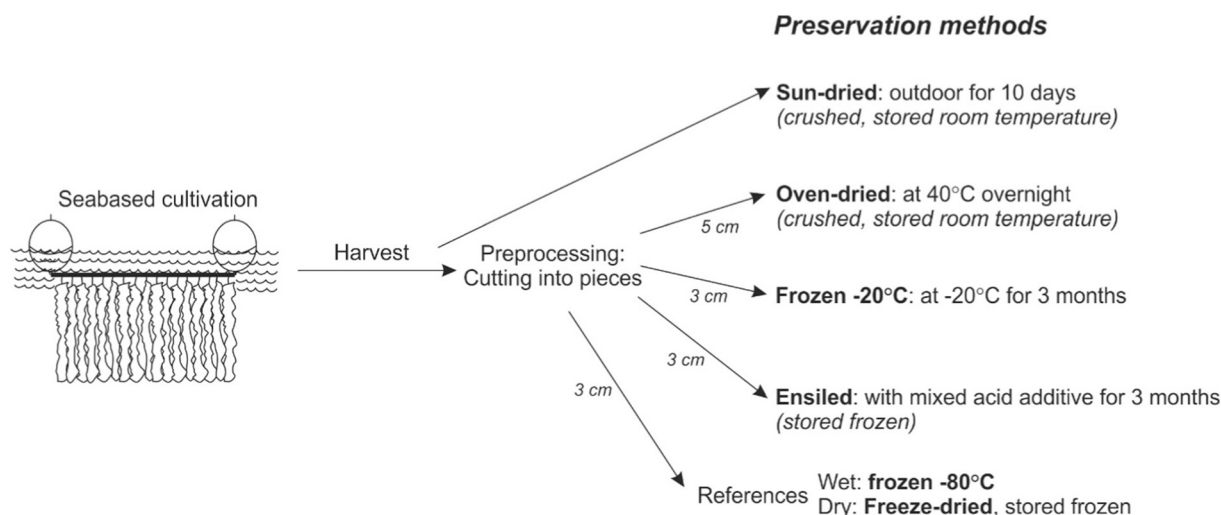 Preservation methods
Sun-dried: outdoor for 10 days
(crushed, stored room temperature)
Seabased cultivation
Oven-dried: at 40°C overnight
(crushed, stored room temperature)
5 cm
Harvest
Preprocessing:
Cutting into pieces
3 cm
Frozen -20°C: at -20°C for 3 months
3 cm
3 cm
Ensiled: with mixed acid additive for 3 months
(stored frozen)
References
Wet: frozen -80°C
Dry: Freeze-dried, stored frozen